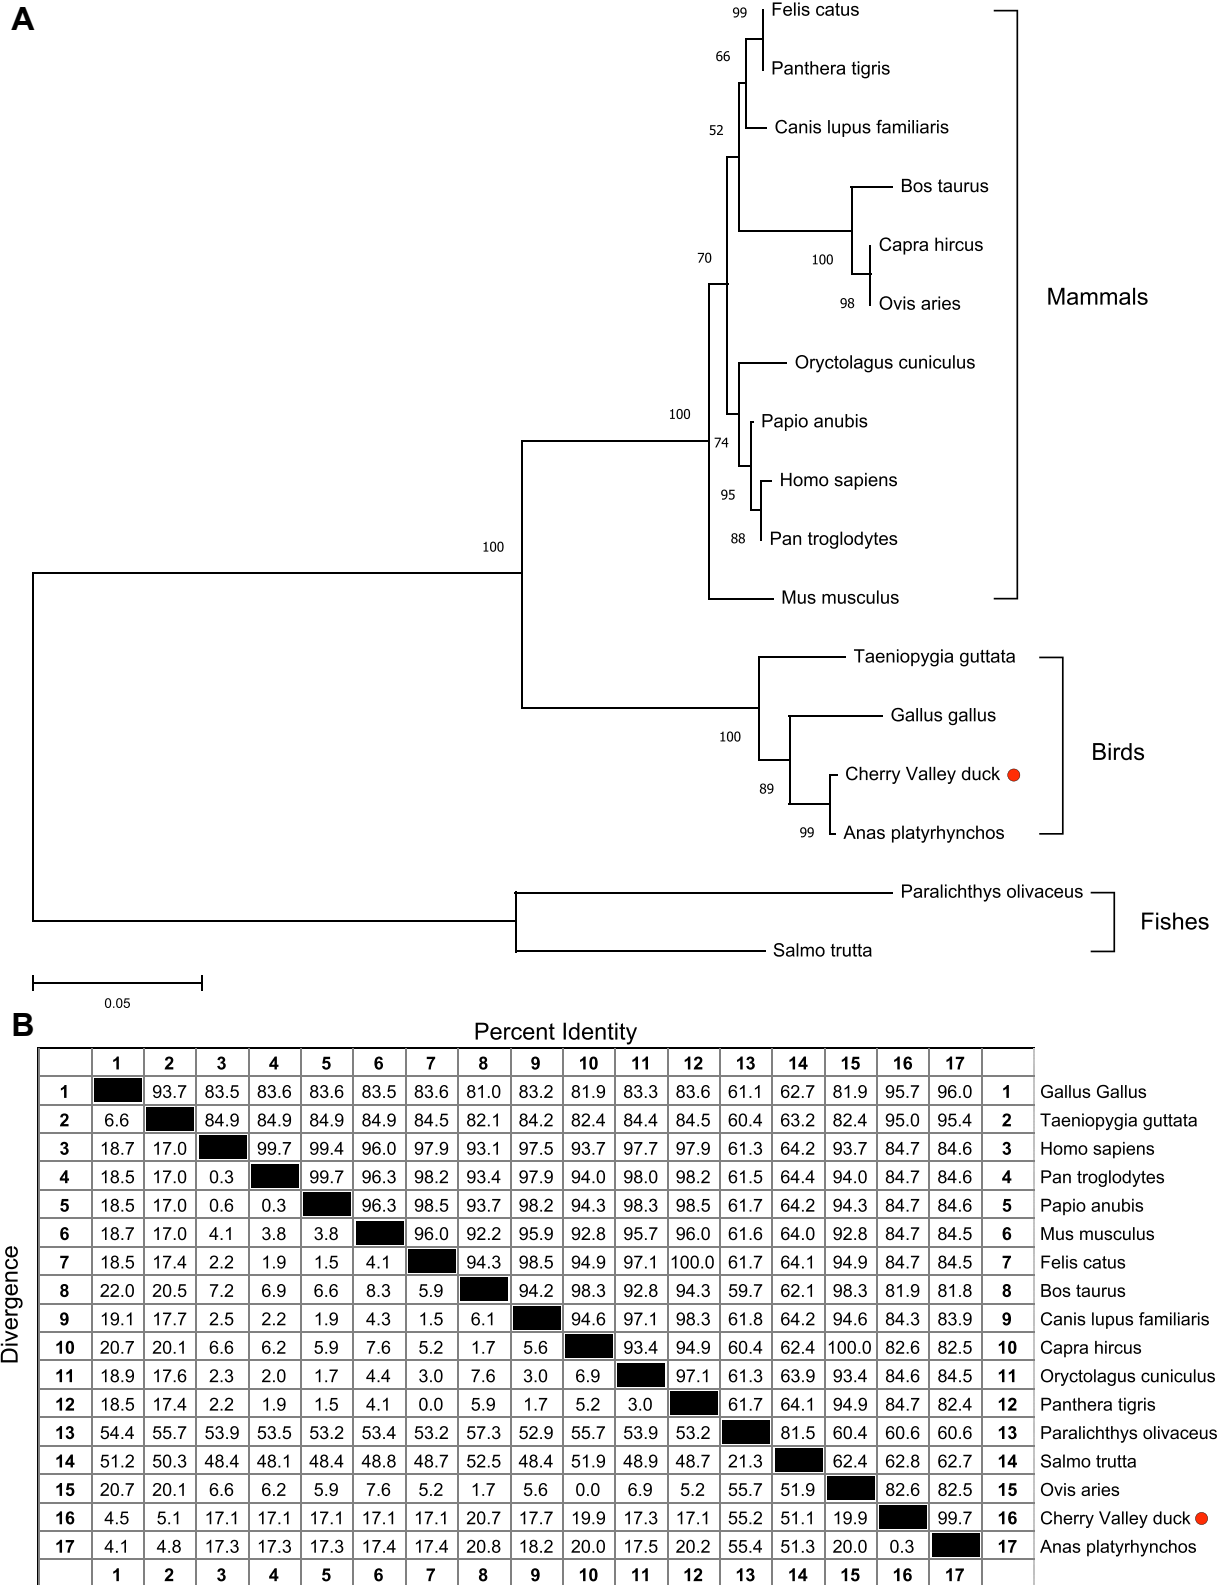 A
99 Felis catus
66
Panthera tigris
52 Canis lupus familiaris
Bos taurus
Capra hircus
70
100
98 Ovis aries
Mammals
Oryctolagus cuniculus
100
Papio anubis
74
Homo sapiens
95
88 Pan troglodytes
100
Mus musculus
Taeniopygia guttata
Gallus gallus
100
Birds
Cherry Valley duck
89
99 Anas platyrhynchos
Paralichthys olivaceus
Fishes
Salmo trutta
0.05
B
Percent Identity
Divergence
1 2 3 4 5 6 7 8 9 10 11 12 13 14 15 16 17
1 93.7 83.5 83.6 83.6 83.5 83.6 81.0 83.2 81.9 83.3 83.6 61.1 62.7 81.9 95.7 96.0 1 Gallus Gallus
2 6.6 84.9 84.9 84.9 84.9 84.5 82.1 84.2 82.4 84.4 84.5 60.4 63.2 82.4 95.0 95.4 2 Taeniopygia guttata
3 18.7 17.0 99.7 99.4 96.0 97.9 93.1 97.5 93.7 97.7 97.9 61.3 64.2 93.7 84.7 84.6 3 Homo sapiens
4 18.5 17.0 0.3 99.7 96.3 98.2 93.4 97.9 94.0 98.0 98.2 61.5 64.4 94.0 84.7 84.6 4 Pan troglodytes
5 18.5 17.0 0.6 0.3 96.3 98.5 93.7 98.2 94.3 98.3 98.5 61.7 64.2 94.3 84.7 84.6 5 Papio anubis
6 18.7 17.0 4.1 3.8 3.8 96.0 92.2 95.9 92.8 95.7 96.0 61.6 64.0 92.8 84.7 84.5 6 Mus musculus
7 18.5 17.4 2.2 1.9 1.5 4.1 94.3 98.5 94.9 97.1 100.0 61.7 64.1 94.9 84.7 84.5 7 Felis catus
8 22.0 20.5 7.2 6.9 6.6 8.3 5.9 94.2 98.3 92.8 94.3 59.7 62.1 98.3 81.9 81.8 8 Bos taurus
9 19.1 17.7 2.5 2.2 1.9 4.3 1.5 6.1 94.6 97.1 98.3 61.8 64.2 94.6 84.3 83.9 9 Canis lupus familiaris
10 20.7 20.1 6.6 6.2 5.9 7.6 5.2 1.7 5.6 93.4 94.9 60.4 62.4 100.0 82.6 82.5 10 Capra hircus
11 18.9 17.6 2.3 2.0 1.7 4.4 3.0 7.6 3.0 6.9 97.1 61.3 63.9 93.4 84.6 84.5 11 Oryctolagus cuniculus
12 18.5 17.4 2.2 1.9 1.5 4.1 0.0 5.9 1.7 5.2 3.0 61.7 64.1 94.9 84.7 82.4 12 Panthera tigris
13 54.4 55.7 53.9 53.5 53.2 53.4 53.2 57.3 52.9 55.7 53.9 53.2 81.5 60.4 60.6 60.6 13 Paralichthys olivaceus
14 51.2 50.3 48.4 48.1 48.4 48.8 48.7 52.5 48.4 51.9 48.9 48.7 21.3 62.4 62.8 62.7 14 Salmo trutta
15 20.7 20.1 6.6 6.2 5.9 7.6 5.2 1.7 5.6 0.0 6.9 5.2 55.7 51.9 82.6 82.5 15 Ovis aries
16 4.5 5.1 17.1 17.1 17.1 17.1 17.1 20.7 17.7 19.9 17.3 17.1 55.2 51.1 19.9 99.7 16 Cherry Valley duck
17 4.1 4.8 17.3 17.3 17.3 17.4 17.4 20.8 18.2 20.0 17.5 20.2 55.4 51.3 20.0 0.3 17 Anas platyrhynchos
1 2 3 4 5 6 7 8 9 10 11 12 13 14 15 16 17